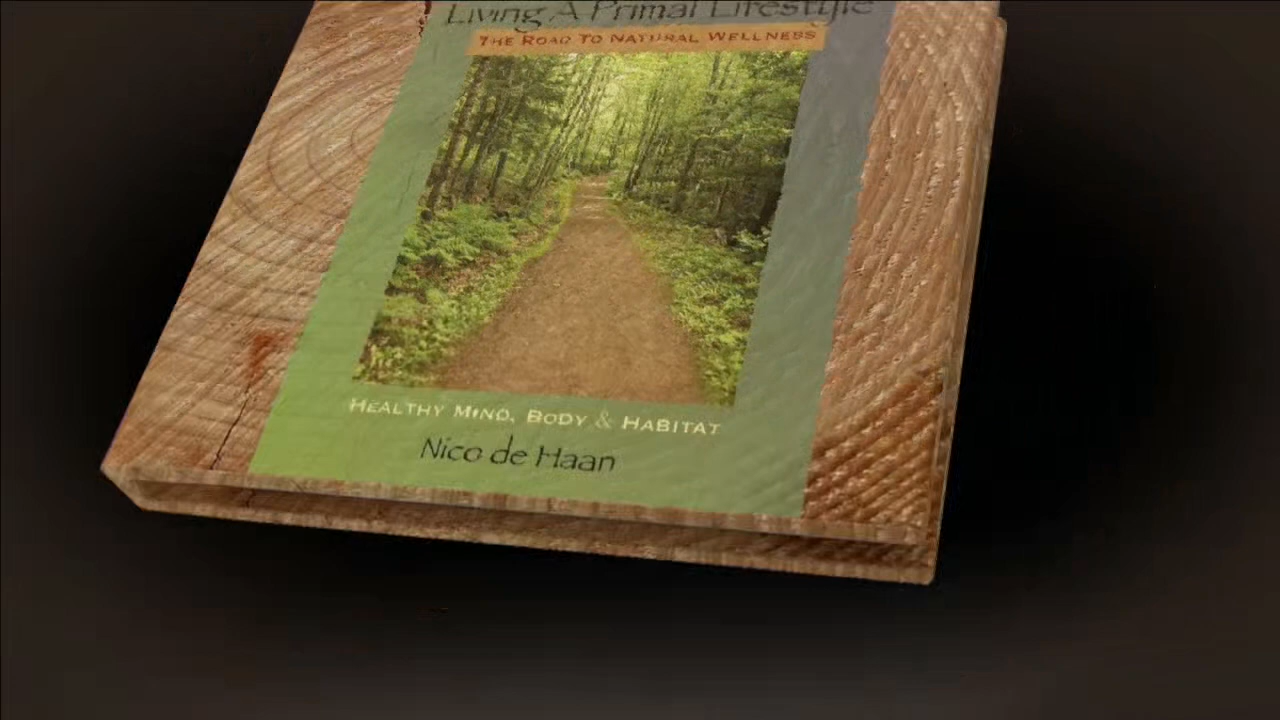 Living A Primal Lifestyle
THE ROAD TO NATURAL WELLNESS
HEALTHY MIND, BODY & HABITAT
Nico de Haan